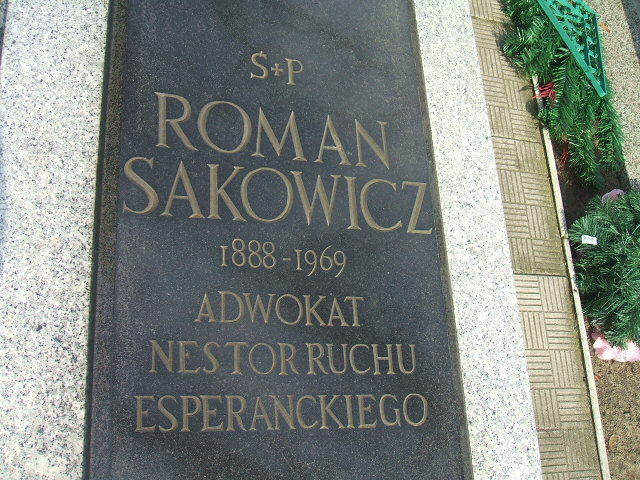 Ś+P
ROMAN
SAKOWICZ
1888-1969
ADWOKAT
NESTOR RUCHU
ESPERANCKIEGO